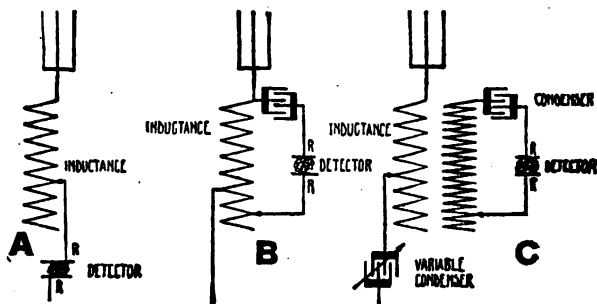 INDUCTANCE
A
R
DETECTOR
R
INDUCTANCE
R
DETECTOR
R
B
INDUCTANCE
CONDENSER
R
DETECTOR
R
VARIABLE
CONDENSER
C